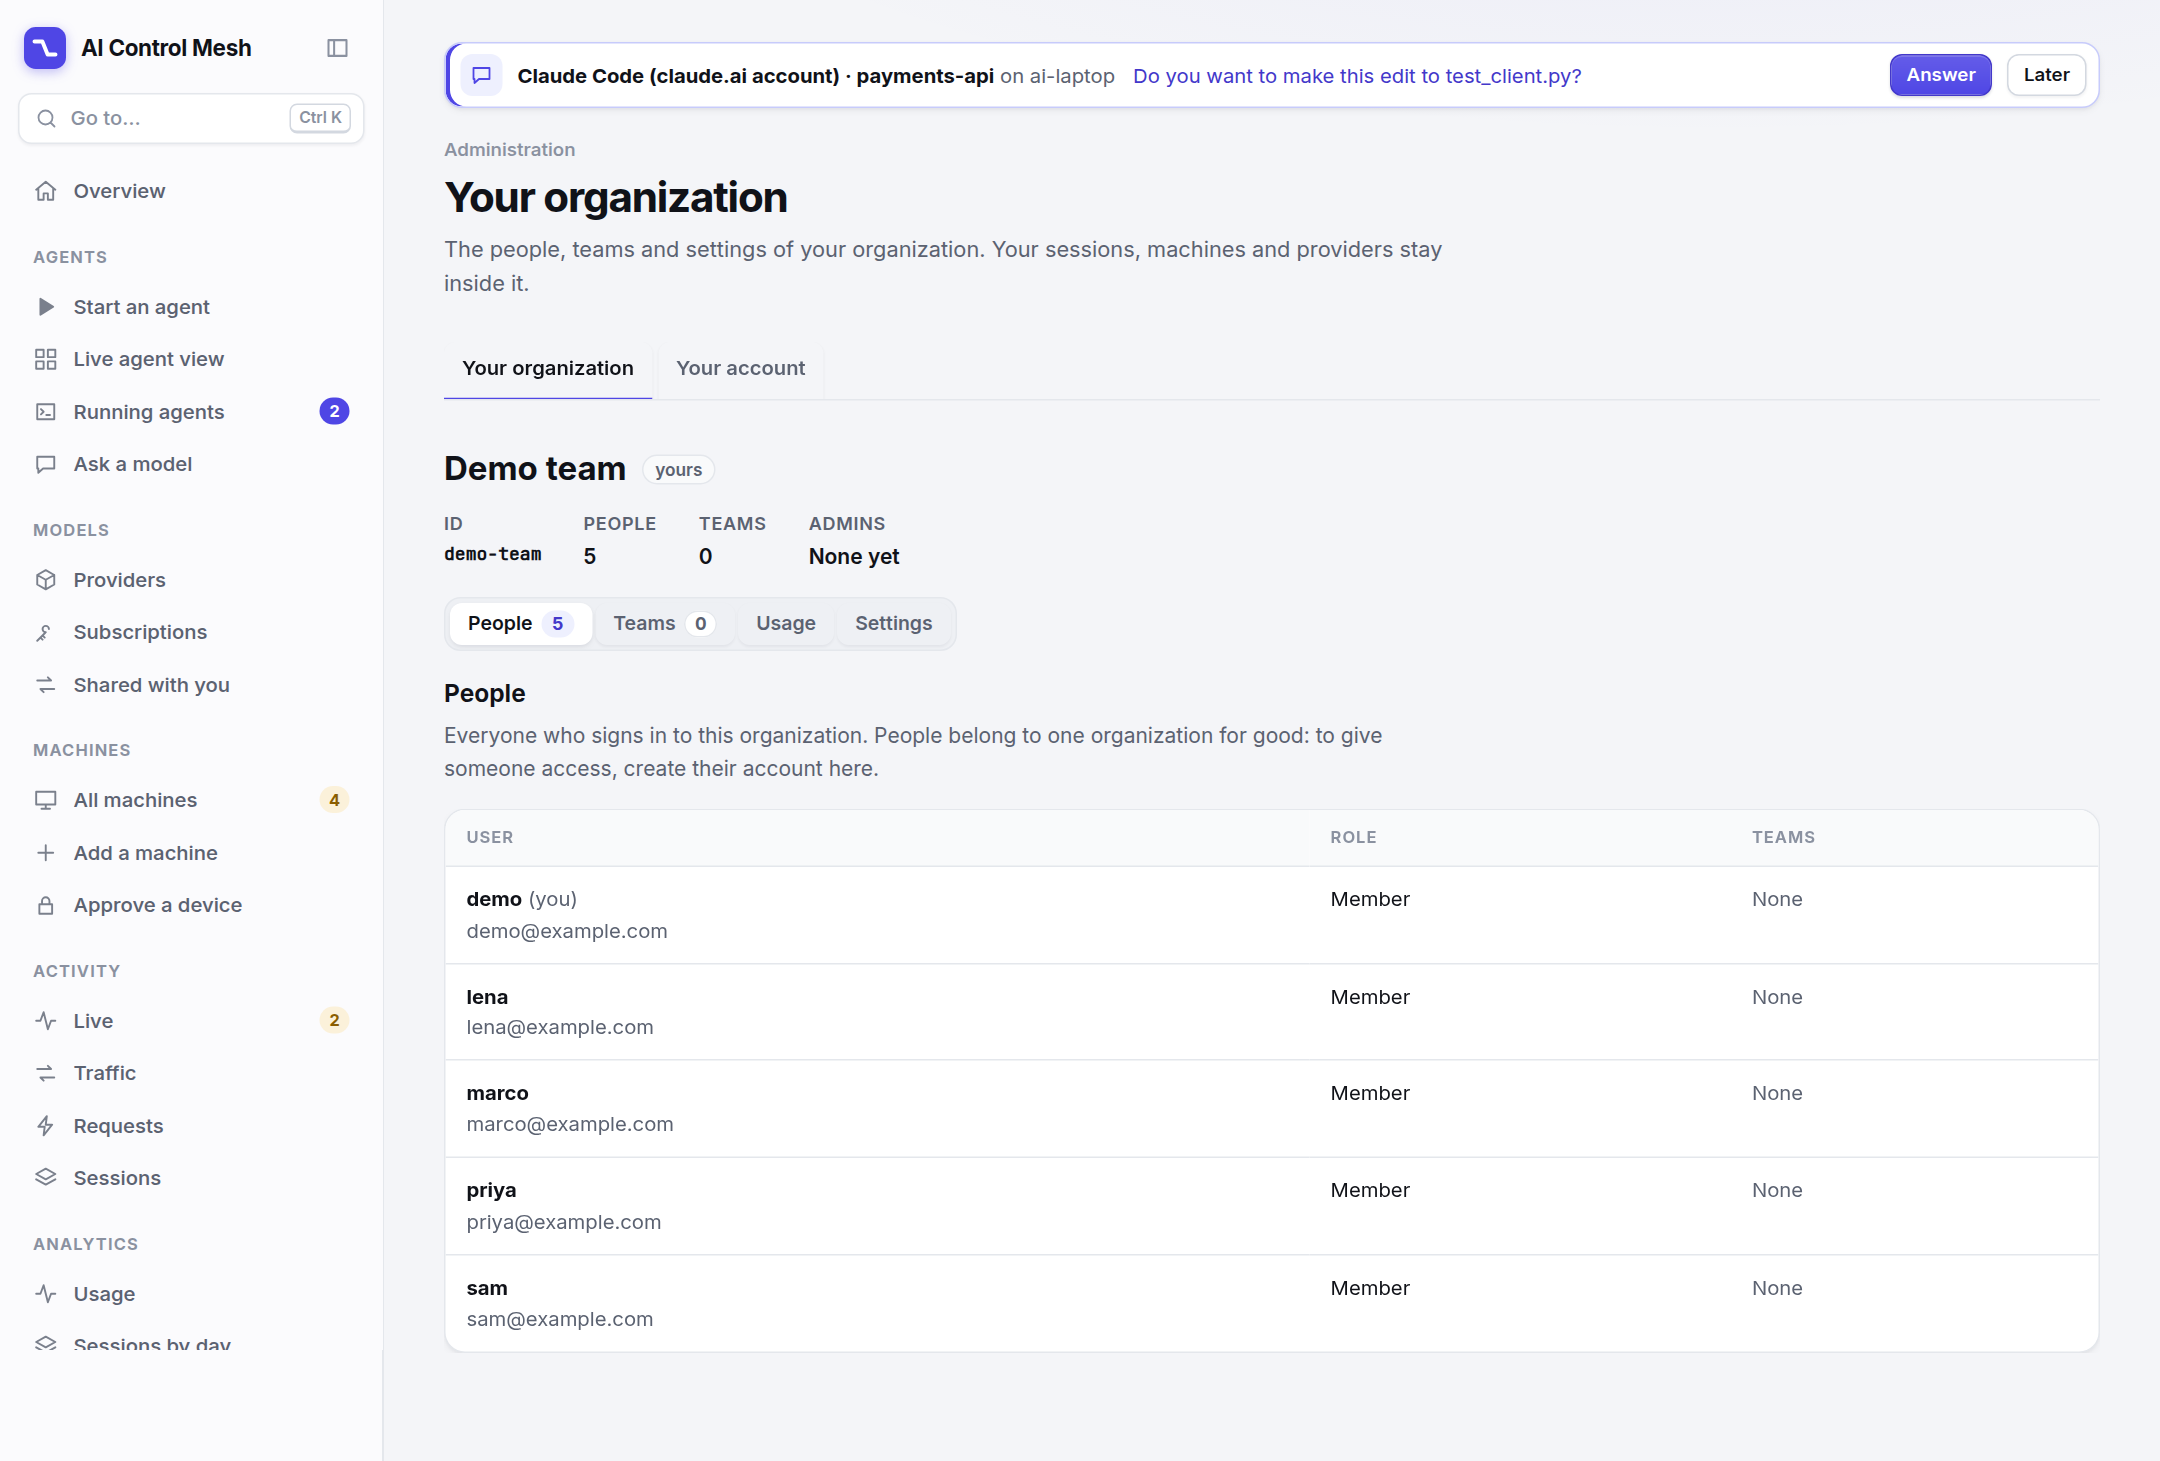 AI Control Mesh
Go to...
Ctrl K
Overview
AGENTS
Start an agent
Live agent view
Running agents 2
Ask a model
MODELS
Providers
Subscriptions
Shared with you
MACHINES
All machines 4
Add a machine
Approve a device
ACTIVITY
Live 2
Traffic
Requests
Sessions
ANALYTICS
Usage
Sessions by day
Claude Code (claude.ai account) · payments-api on ai-laptop Do you want to make this edit to test_client.py? Answer Later
Administration
Your organization
The people, teams and settings of your organization. Your sessions, machines and providers stay
inside it.
Your organization Your account
Demo team yours
ID PEOPLE TEAMS ADMINS
demo-team 5 0 None yet
People 5 Teams 0 Usage Settings
People
Everyone who signs in to this organization. People belong to one organization for good: to give
someone access, create their account here.
USER ROLE TEAMS
demo (you) Member None
demo@example.com
lena Member None
lena@example.com
marco Member None
marco@example.com
priya Member None
priya@example.com
sam Member None
sam@example.com